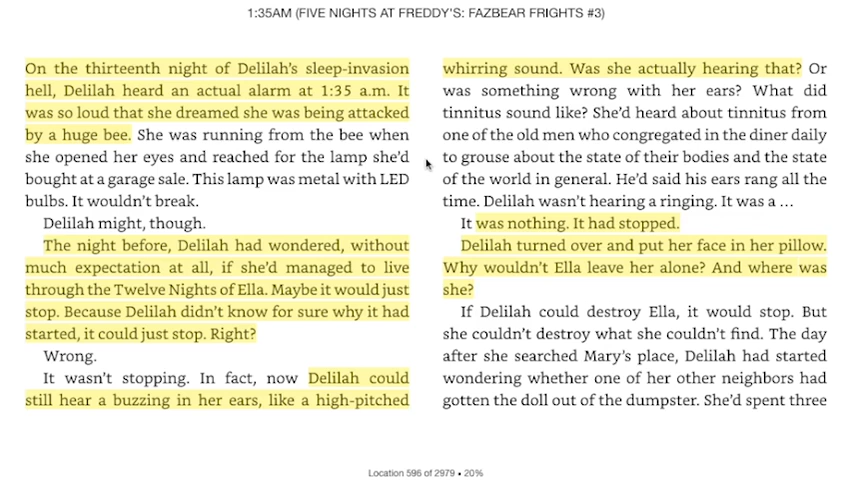 1:35AM (FIVE NIGHTS AT FREDDY'S: FAZBEAR FRIGHTS #3)
On the thirteenth night of Delilah's sleep-invasion
hell, Delilah heard an actual alarm at 1:35 a.m. It
was so loud that she dreamed she was being attacked
by a huge bee. She was running from the bee when
she opened her eyes and reached for the lamp she'd
bought at a garage sale. This lamp was metal with LED
bulbs. It wouldn't break.
Delilah might, though.
The night before, Delilah had wondered, without
much expectation at all, if she'd managed to live
through the Twelve Nights of Ella. Maybe it would just
stop. Because Delilah didn't know for sure why it had
started, it could just stop. Right?
Wrong.
It wasn't stopping. In fact, now Delilah could
still hear a buzzing in her ears, like a high-pitched
whirring sound. Was she actually hearing that? Or
was something wrong with her ears? What did
tinnitus sound like? She'd heard about tinnitus from
one of the old men who congregated in the diner daily
to grouse about the state of their bodies and the state
of the world in general. He'd said his ears rang all the
time. Delilah wasn't hearing a ringing. It was a …
It was nothing. It had stopped.
Delilah turned over and put her face in her pillow.
Why wouldn't Ella leave her alone? And where was
she?
If Delilah could destroy Ella, it would stop. But
she couldn't destroy what she couldn't find. The day
after she searched Mary's place, Delilah had started
wondering whether one of her other neighbors had
gotten the doll out of the dumpster. She'd spent three
Location 596 of 2979 • 20%